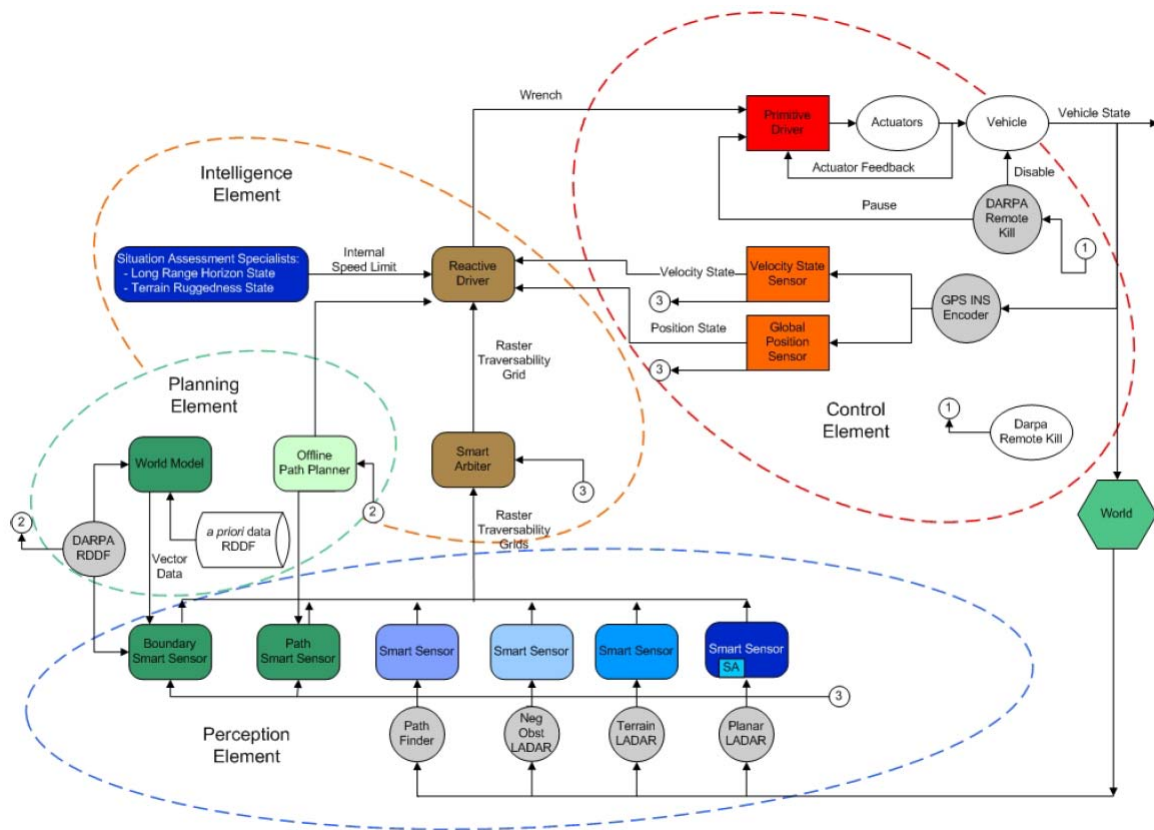 Wrench
Primitive
Driver
Actuators
Vehicle
Vehicle State
Actuator Feedback
Disable
Intelligence
Element
Pause
DARPA
Remote
Kill
1
Situation Assessment Specialists:
- Long Range Horizon State
- Terrain Ruggedness State
Internal
Speed Limit
Reactive
Driver
Velocity State
Velocity State
Sensor
3
GPS INS
Encoder
Position State
Global
Position
Sensor
3
Raster
Traversability
Grid
Planning
Element
Control
Element
1
Darpa
Remote Kill
World Model
Offline
Path Planner
Smart
Arbiter
3
2
2
DARPA
RDDF
a priori data
RDDF
Vector
Data
Raster
Traversability
Grids
World
Boundary
Smart Sensor
Path
Smart Sensor
Smart Sensor
Smart Sensor
Smart Sensor
Smart Sensor
SA
3
Perception
Element
Path
Finder
Neg
Obst
LADAR
Terrain
LADAR
Planar
LADAR